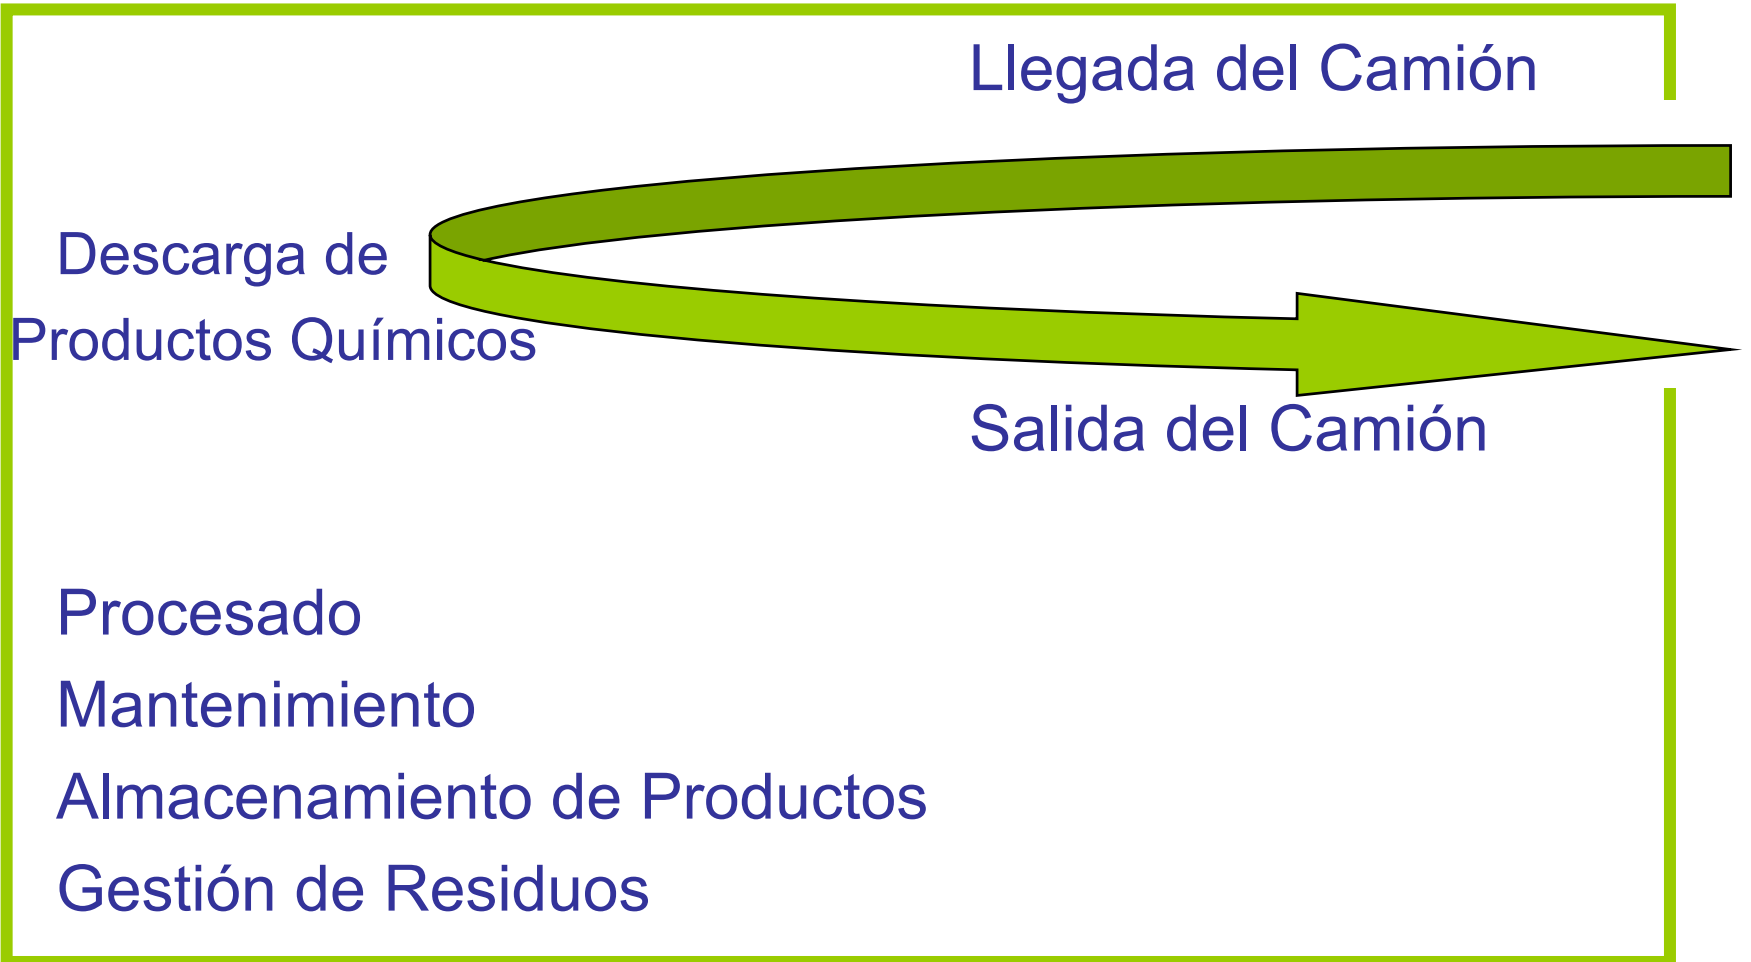 Llegada del Camión
Descarga de
Productos Químicos
Salida del Camión
Procesado
Mantenimiento
Almacenamiento de Productos
Gestión de Residuos